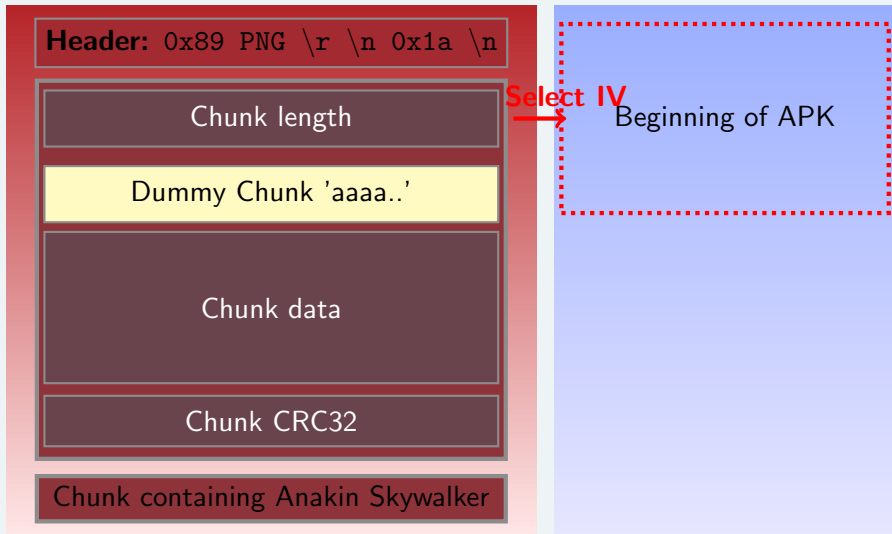 Header: 0x89 PNG \r \n 0x1a \n
Chunk length
Select IV
Beginning of APK
Dummy Chunk 'aaaa..'
Chunk data
Chunk CRC32
Chunk containing Anakin Skywalker